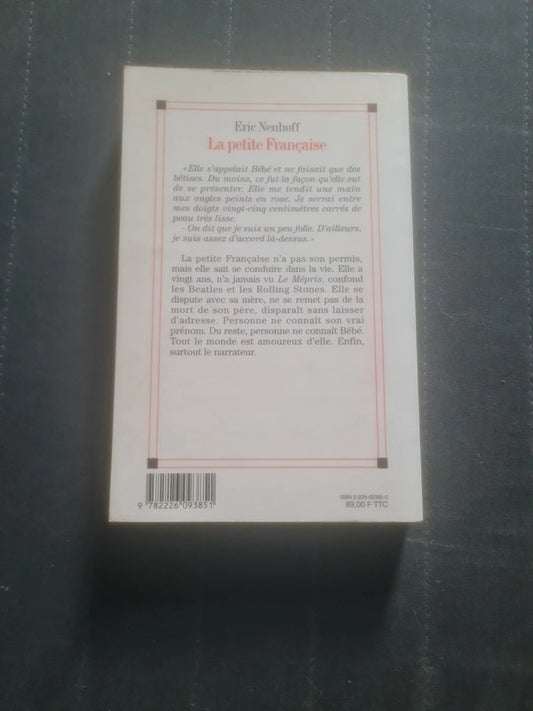 Eric Neuhoff
La petite Française
« Elle s'appelait Bébé et ne faisait que des
bêtises. Du moins, ce fut la façon qu'elle eut
de se présenter. Elle me tendit une main
aux ongles peints en rose. Je serrai entre
mes doigts vingt-cinq centimètres carrés de
peau très lisse.
- On dit que je suis un peu folle. D'ailleurs,
je suis assez d'accord là-dessus. »
La petite Française n'a pas son permis,
mais elle sait se conduire dans la vie. Elle a
vingt ans, n'a jamais vu Le Mépris, confond
les Beatles et les Rolling Stones. Elle se
dispute avec sa mère, ne se remet pas de la
mort de son père, disparaît sans laisser
d'adresse. Personne ne connaît son vrai
prénom. Du reste, personne ne connaît Bébé.
Tout le monde est amoureux d'elle. Enfin,
surtout le narrateur.
9 782226 093851
ISBN 2-226-09385-0
89,00 F TTC